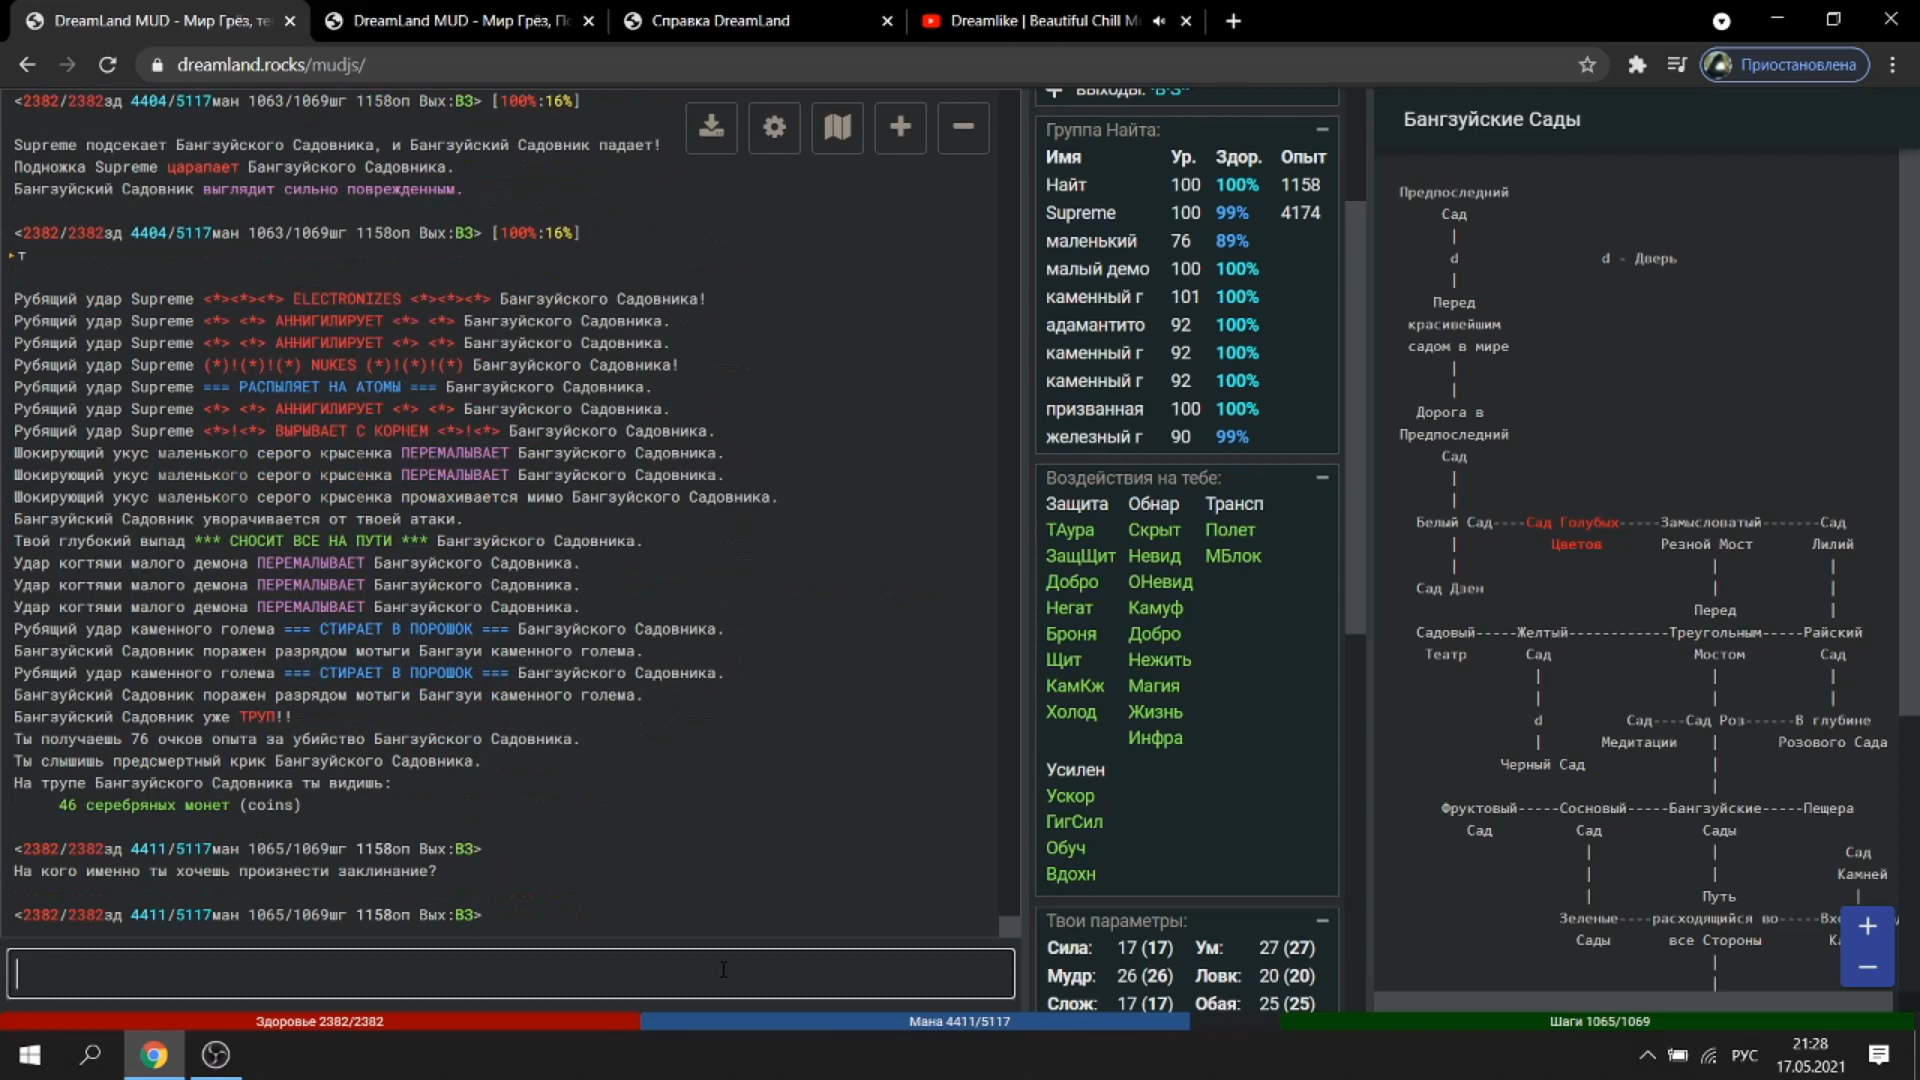 DreamLand MUD - Мир Грёз, те
DreamLand MUD - Мир Грёз, П
Справка DreamLand
Dreamlike | Beautiful Chill M
dreamland.rocks/mudjs/
Приостановлена
<2382/2382зд 4404/5117ман 1063/1069шг 1158оп Вых:ВЗ> [100%:16%]
Supreme подсекает Бангзуйского Садовника, и Бангзуйский Садовник падает!
Подножка Supreme царапает Бангзуйского Садовника.
Бангзуйский Садовник выглядит сильно поврежденным.
<2382/2382зд 4404/5117ман 1063/1069шг 1158оп Вых:ВЗ> [100%:16%]
т
Рубящий удар Supreme <*><*><*> ELECTRONIZES <*><*><*> Бангзуйского Садовника!
Рубящий удар Supreme <*> <*> АННИГИЛИРУЕТ <*> <*> Бангзуйского Садовника.
Рубящий удар Supreme <*> <*> АННИГИЛИРУЕТ <*> <*> Бангзуйского Садовника.
Рубящий удар Supreme (*)!(*)!(*) NUKES (*)!(*)!(*) Бангзуйского Садовника!
Рубящий удар Supreme === РАСПЫЛЯЕТ НА АТОМЫ === Бангзуйского Садовника.
Рубящий удар Supreme <*> <*> АННИГИЛИРУЕТ <*> <*> Бангзуйского Садовника.
Рубящий удар Supreme <*>!<*> ВЫРЫВАЕТ С КОРНЕМ <*>!<*> Бангзуйского Садовника.
Шокирующий укус маленького серого крысенка ПЕРЕМАЛЫВАЕТ Бангзуйского Садовника.
Шокирующий укус маленького серого крысенка ПЕРЕМАЛЫВАЕТ Бангзуйского Садовника.
Шокирующий укус маленького серого крысенка промахивается мимо Бангзуйского Садовника.
Бангзуйский Садовник уворачивается от твоей атаки.
Твой глубокий выпад *** СНОСИТ ВСЕ НА ПУТИ *** Бангзуйского Садовника.
Удар когтями малого демона ПЕРЕМАЛЫВАЕТ Бангзуйского Садовника.
Удар когтями малого демона ПЕРЕМАЛЫВАЕТ Бангзуйского Садовника.
Удар когтями малого демона ПЕРЕМАЛЫВАЕТ Бангзуйского Садовника.
Рубящий удар каменного голема === СТИРАЕТ В ПОРОШОК === Бангзуйского Садовника.
Бангзуйский Садовник поражен разрядом мотыги Бангзуи каменного голема.
Рубящий удар каменного голема === СТИРАЕТ В ПОРОШОК === Бангзуйского Садовника.
Бангзуйский Садовник поражен разрядом мотыги Бангзуи каменного голема.
Бангзуйский Садовник уже ТРУП!!
Ты получаешь 76 очков опыта за убийство Бангзуйского Садовника.
Ты слышишь предсмертный крик Бангзуйского Садовника.
На трупе Бангзуйского Садовника ты видишь:
46 серебряных монет (coins)
<2382/2382зд 4411/5117ман 1065/1069шг 1158оп Вых:ВЗ>
На кого именно ты хочешь произнести заклинание?
<2382/2382зд 4411/5117ман 1065/1069шг 1158оп Вых:ВЗ>
Выходы: ·В·З··
Группа Найта:
Имя Ур. Здор. Опыт
Найт 100 100% 1158
Supreme 100 99% 4174
маленький 76 89%
малый демо 100 100%
каменный г 101 100%
адамантито 92 100%
каменный г 92 100%
каменный г 92 100%
призванная 100 100%
железный г 90 99%
Воздействия на тебе:
Защита Обнар Трансп
ТАура Скрыт Полет
ЗащЩит Невид МБлок
Добро ОНевид
Негат Камуф
Броня Добро
Щит Нежить
КамКж Магия
Холод Жизнь
Инфра
Усилен
Ускор
ГигСил
Обуч
Вдохн
Твои параметры:
Сила: 17 (17) Ум: 27 (27)
Мудр: 26 (26) Ловк: 20 (20)
Слож: 17 (17) Обая: 25 (25)
Бангзуйские Сады
Предпоследний
Сад
|
d d - Дверь
|
Перед
красивейшим
садом в мире
|
|
Дорога в
Предпоследний
Сад
|
|
Белый Сад----Сад Голубых-----Замысловатый-------Сад
| Цветов Резной Мост Лилий
| | |
Сад Дзен | |
Перед |
Садовый-----Желтый------------Треугольным-----Райский
Театр Сад Мостом Сад
| | |
| | |
d Сад----Сад Роз------В глубине
| Медитации | Розового Сада
Черный Сад |
|
Фруктовый-----Сосновый-----Бангзуйские-----Пещера
Сад Сад Сады
| | Сад
| | Камней
| Путь |
Зеленые----расходящийся во-----Вх
Сады все Стороны К
|
|
Здоровье 2382/2382
Мана 4411/5117
Шаги 1065/1069
РУС
21:28
17.05.2021